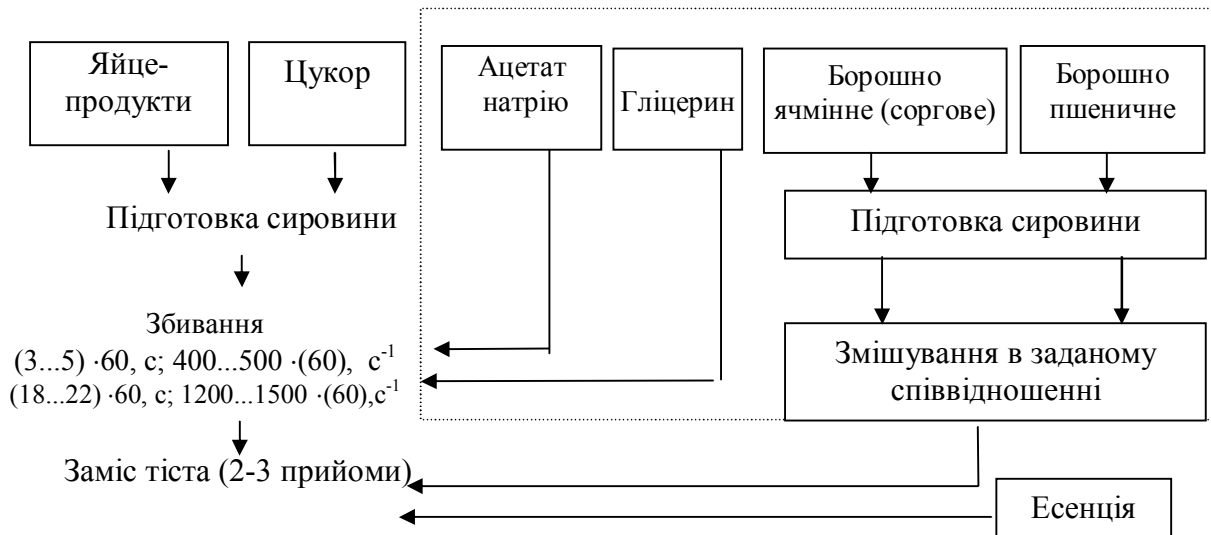 Яйце-
продукти
Цукор
Ацетат
натрію
Гліцерин
Борошно
ячмінне (соргове)
Борошно
пшеничне
Підготовка сировини
Підготовка сировини
Збивання
(3...5) ·60, с; 400...500 ·(60), с⁻¹
(18...22) ·60, с; 1200...1500 ·(60),с⁻¹
Змішування в заданому
співвідношенні
Заміс тіста (2-3 прийоми)
Есенція